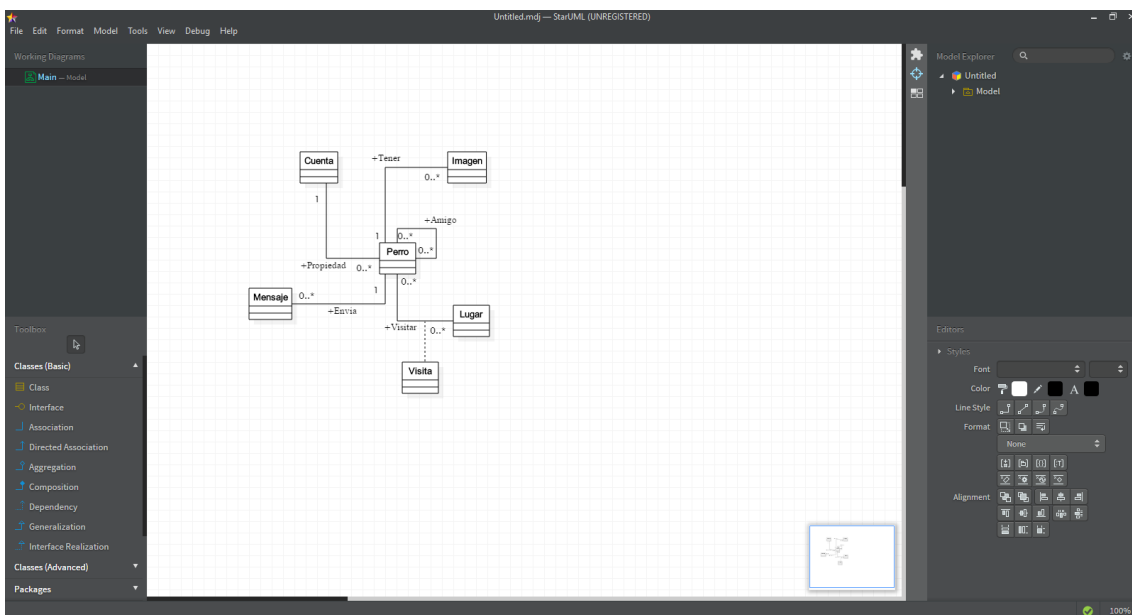 Untitled.mdj — StarUML (UNREGISTERED)
File Edit Format Model Tools View Debug Help
Working Diagrams
Main — Model
Toolbox
Classes (Basic)
Class
Interface
Association
Directed Association
Aggregation
Composition
Dependency
Generalization
Interface Realization
Classes (Advanced)
Packages
Cuenta
+Tener
Imagen
0..*
1
+Amigo
1
0..*
Perro
0..*
+Propiedad
0..*
0..*
Mensaje
0..*
1
+Envia
Lugar
+Visitar
0..*
Visita
Model Explorer
Untitled
Model
Editors
Styles
Font
Color
A
Line Style
Format
None
Alignment
100%